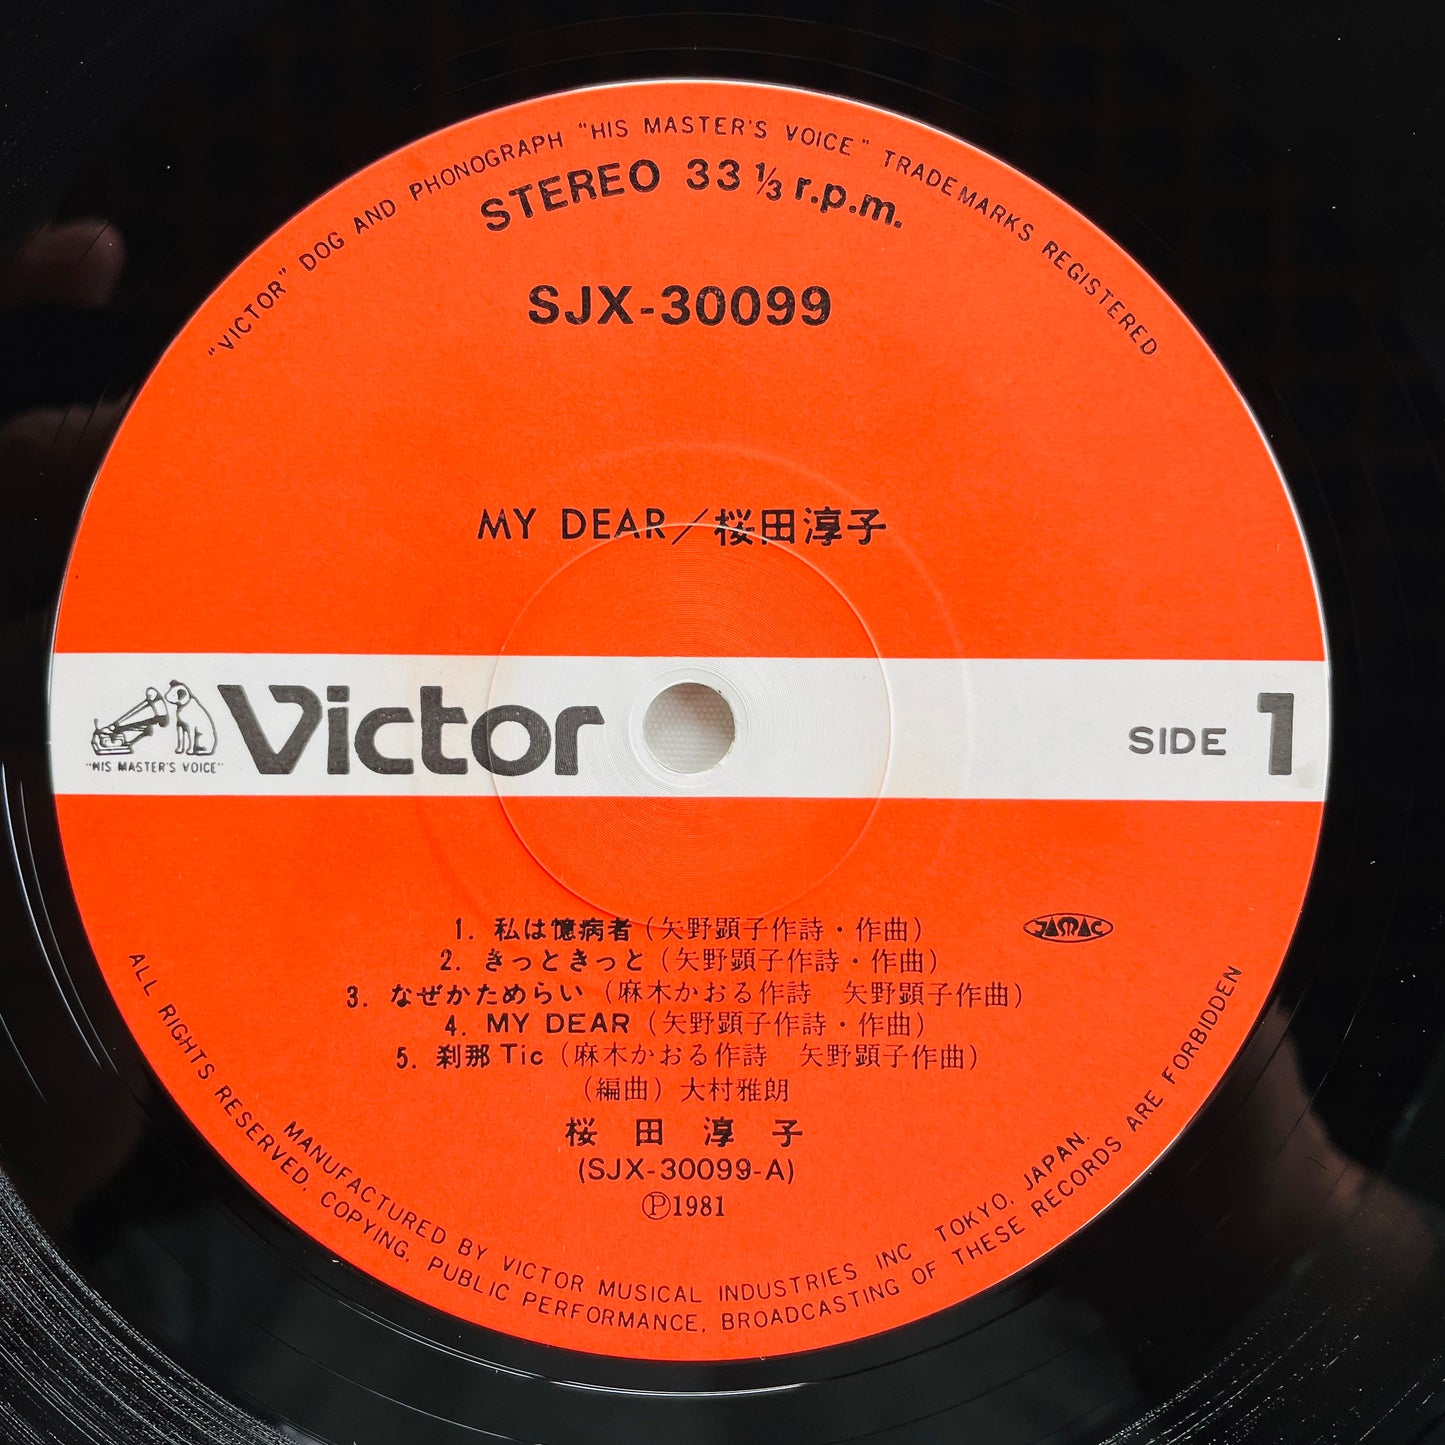 "VICTOR" DOG AND PHONOGRAPH "HIS MASTER'S VOICE" TRADEMARKS REGISTERED
STEREO 33 1/3 r.p.m.
SJX-30099
MY DEAR／桜田淳子
"HIS MASTER'S VOICE"
Victor
SIDE 1
1. 私は憶病者（矢野顕子作詩・作曲）
JASMAC
2. きっときっと（矢野顕子作詩・作曲）
3. なぜかためらい（麻木かおる作詩　矢野顕子作曲）
4. MY DEAR（矢野顕子作詩・作曲）
5. 刹那 Tic（麻木かおる作詩　矢野顕子作曲）
（編曲）大村雅朗
桜田淳子
(SJX-30099-A)
Ⓟ1981
MANUFACTURED BY VICTOR MUSICAL INDUSTRIES INC TOKYO, JAPAN.
ALL RIGHTS RESERVED, COPYING, PUBLIC PERFORMANCE, BROADCASTING OF THESE RECORDS ARE FORBIDDEN